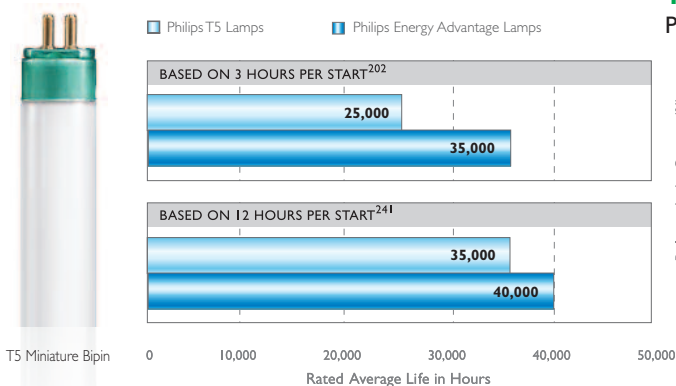 Philips T5 Lamps Philips Energy Advantage Lamps
P
BASED ON 3 HOURS PER START202
25,000
35,000
BASED ON 12 HOURS PER START241
35,000
40,000
T5 Miniature Bipin
0 10,000 20,000 30,000 40,000 50,000
Rated Average Life in Hours